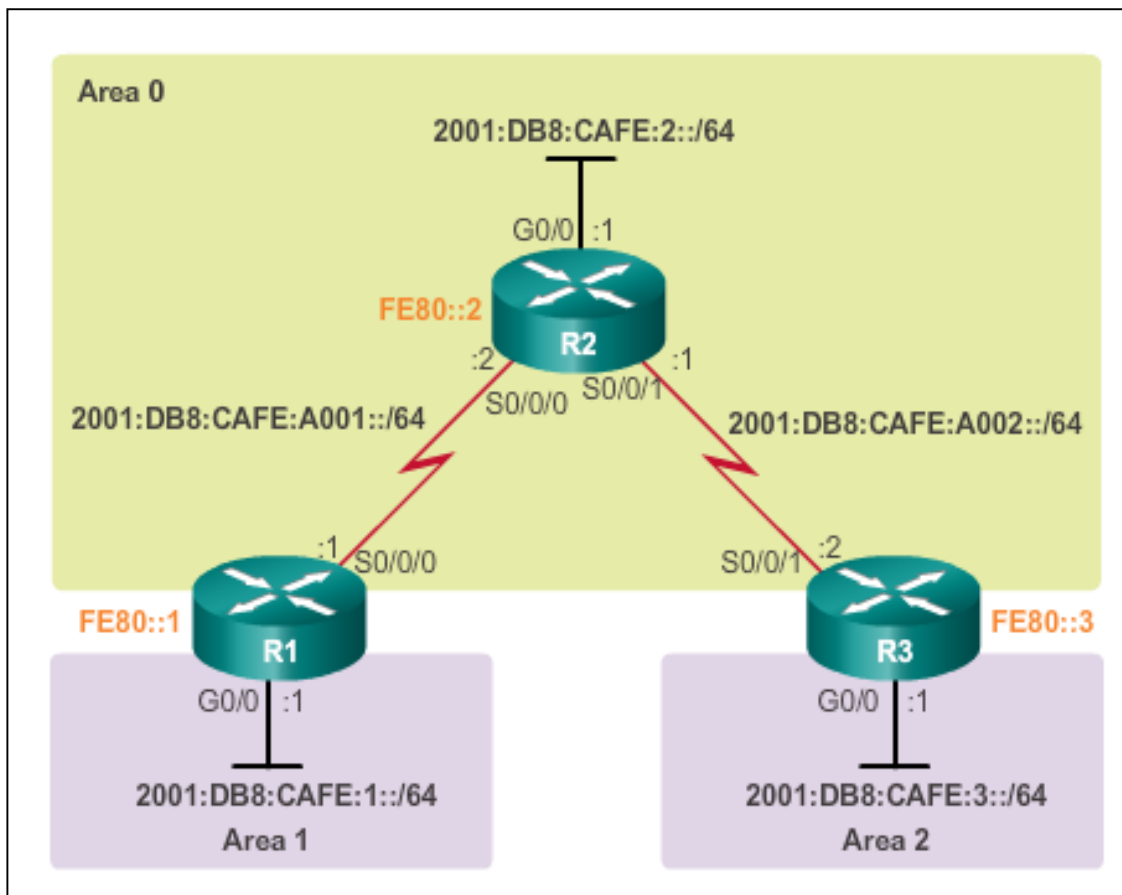 Area 0
2001:DB8:CAFE:2::/64
G0/0 :1
FE80::2
R2
:2 :1
S0/0/0 S0/0/1
2001:DB8:CAFE:A001::/64 2001:DB8:CAFE:A002::/64
:1 S0/0/0 S0/0/1 :2
FE80::1 FE80::3
R1 R3
G0/0 :1 G0/0 :1
2001:DB8:CAFE:1::/64 2001:DB8:CAFE:3::/64
Area 1 Area 2